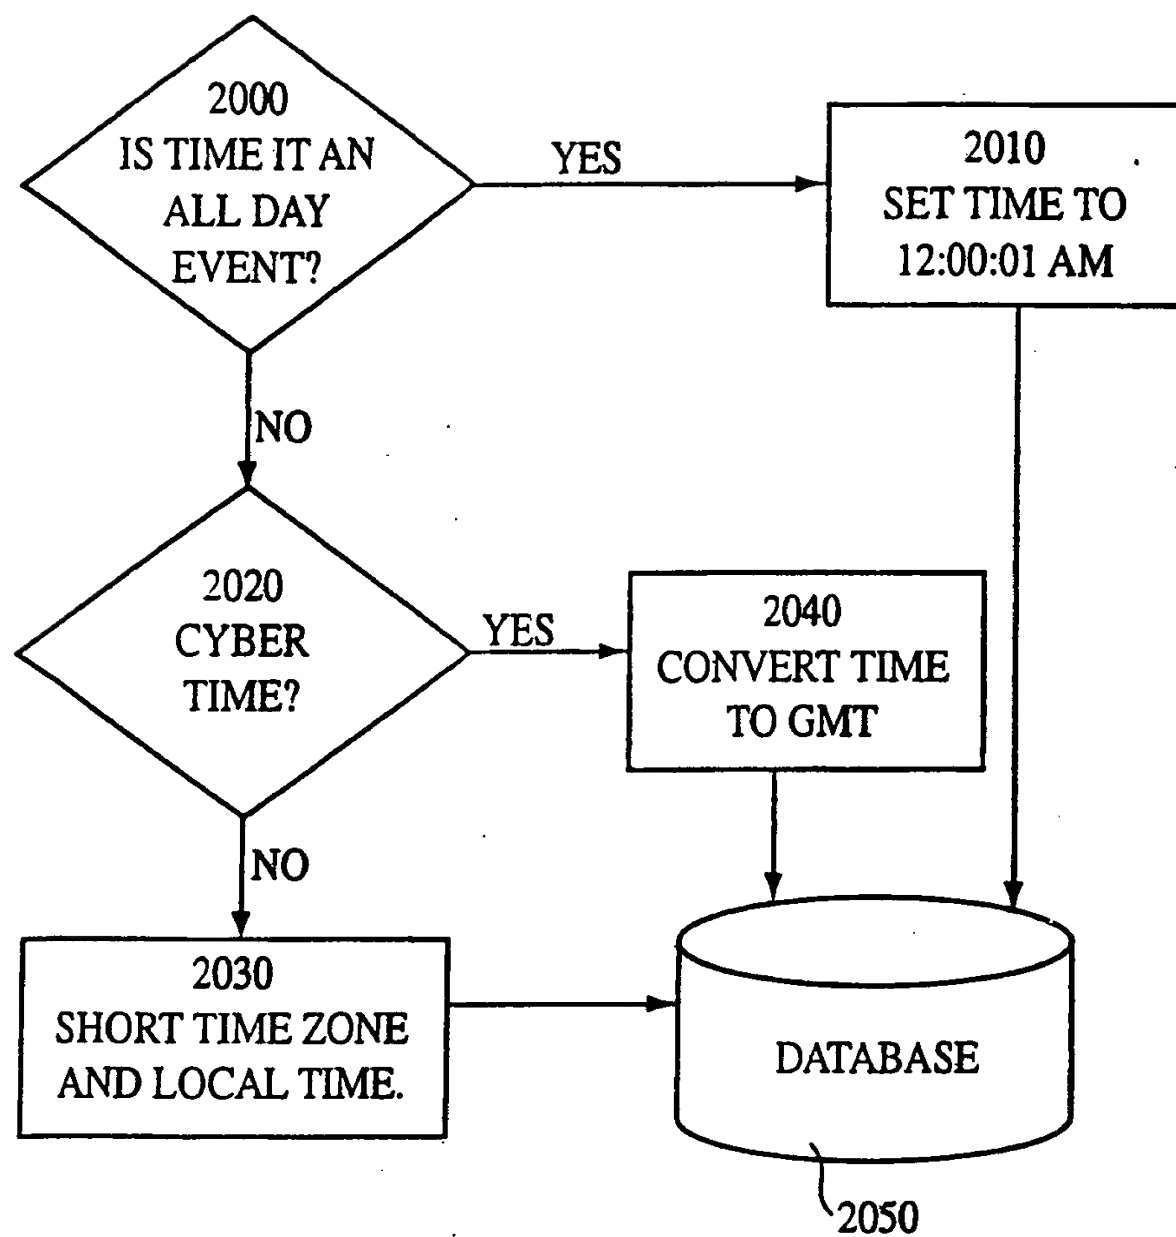 2000
IS TIME IT AN
ALL DAY
EVENT?
YES
2010
SET TIME TO
12:00:01 AM
NO
2020
CYBER
TIME?
YES
2040
CONVERT TIME
TO GMT
NO
2030
SHORT TIME ZONE
AND LOCAL TIME.
DATABASE
2050